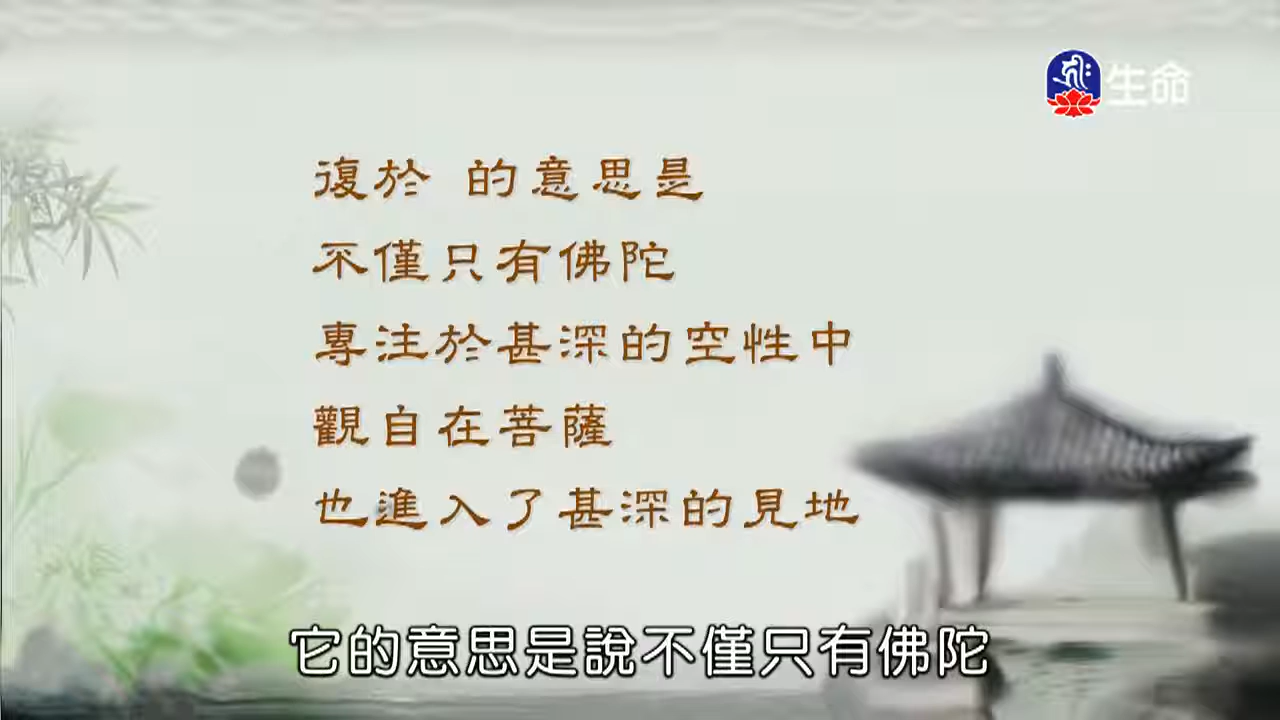 生命
復於 的意思是
不僅只有佛陀
專注於甚深的空性中
觀自在菩薩
也進入了甚深的見地
它的意思是說不僅只有佛陀